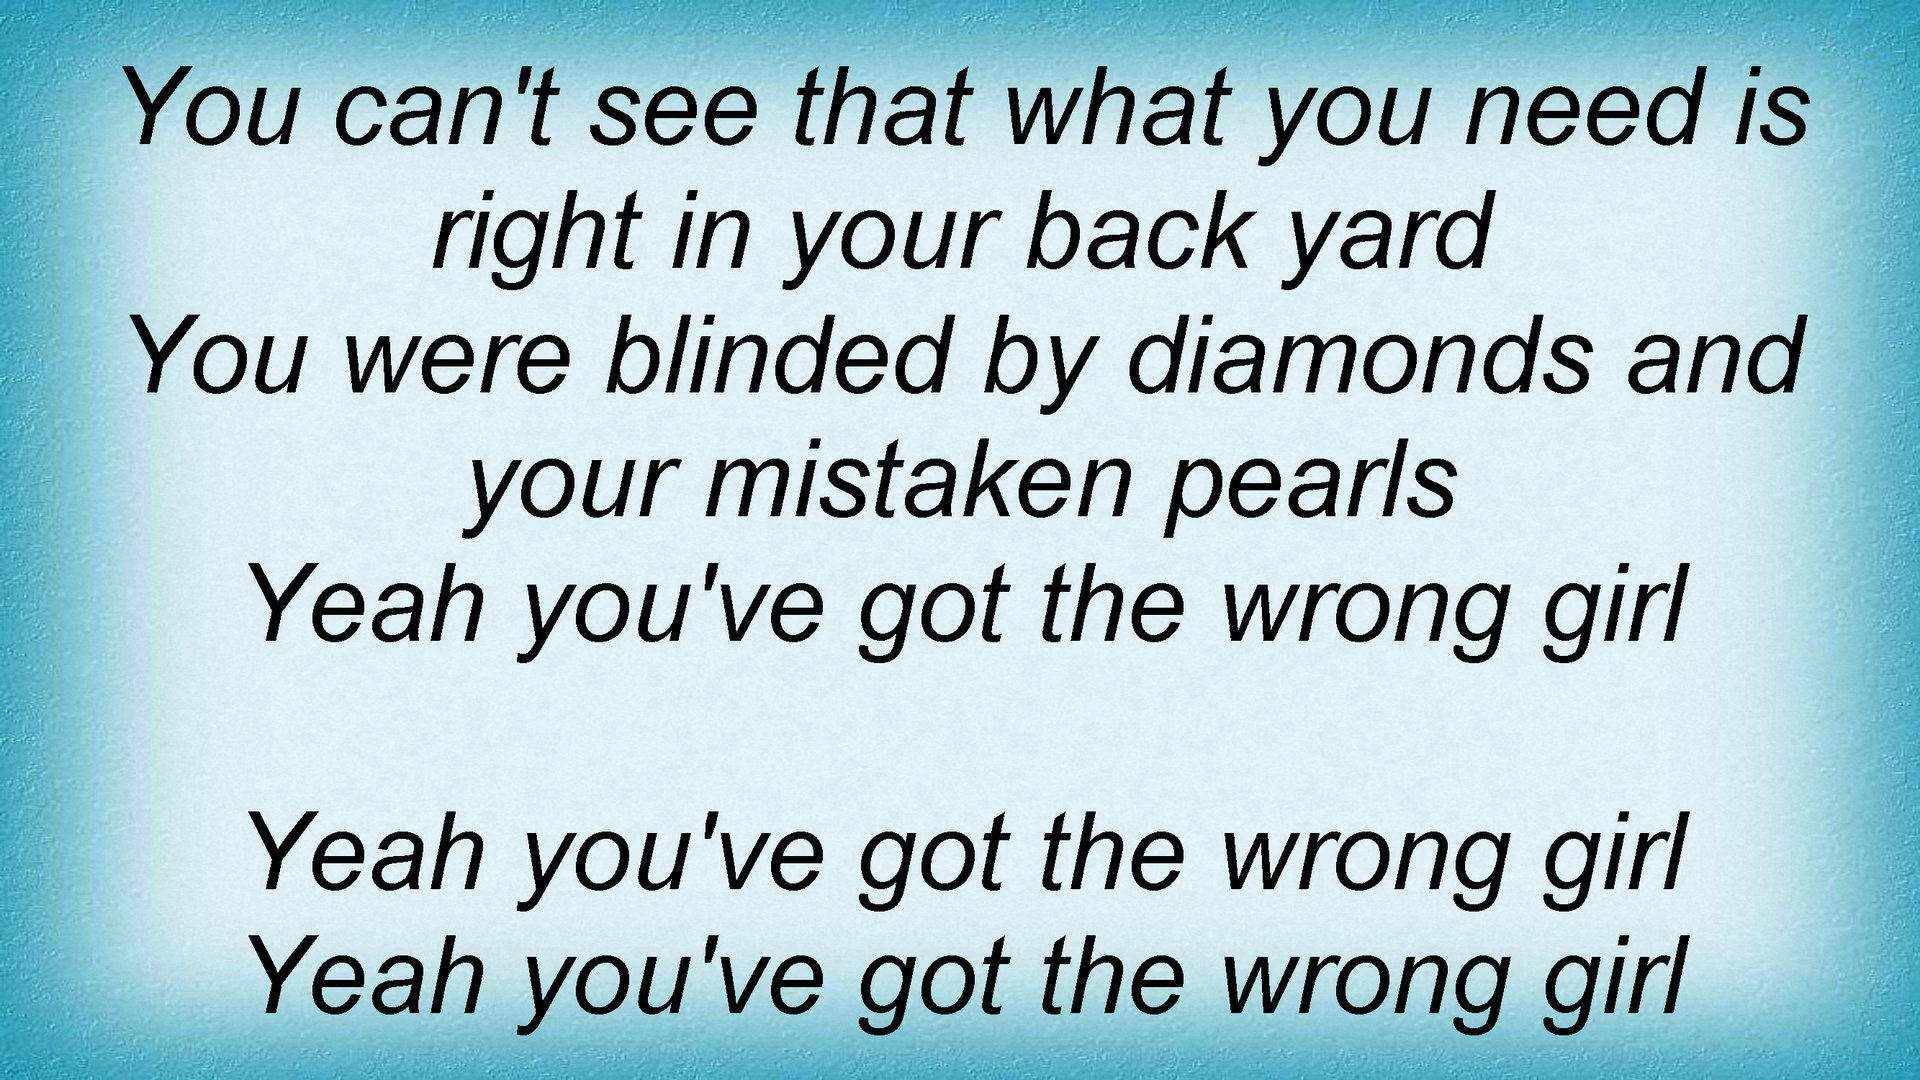 You can't see that what you need is
right in your back yard
You were blinded by diamonds and
your mistaken pearls
Yeah you've got the wrong girl
Yeah you've got the wrong girl
Yeah you've got the wrong girl